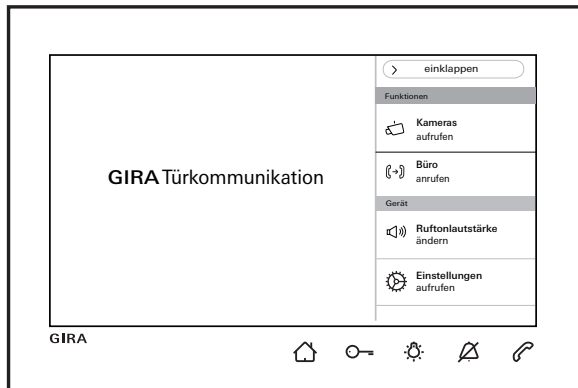 einklappen
Funktionen
Kameras
aufrufen
GIRA Türkommunikation
Büro
anrufen
Gerät
Ruftonlautstärke
ändern
Einstellungen
aufrufen
GIRA